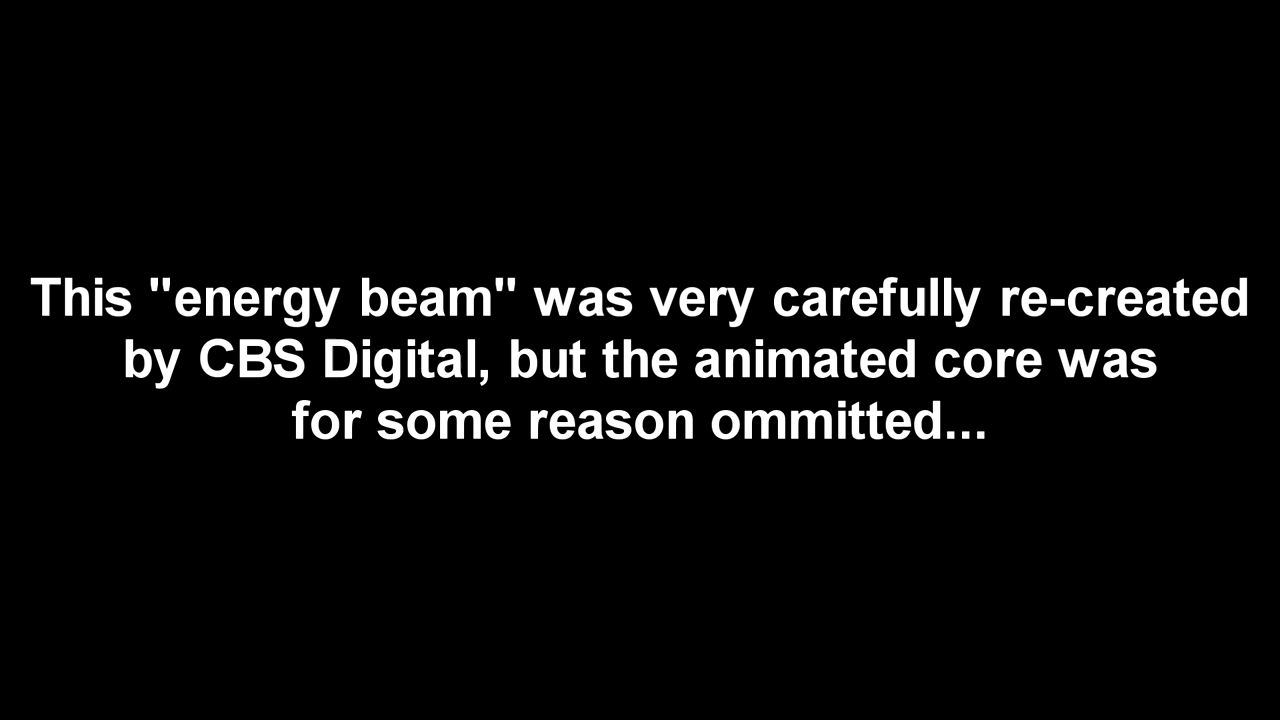 This "energy beam" was very carefully re-created
by CBS Digital, but the animated core was
for some reason ommitted...